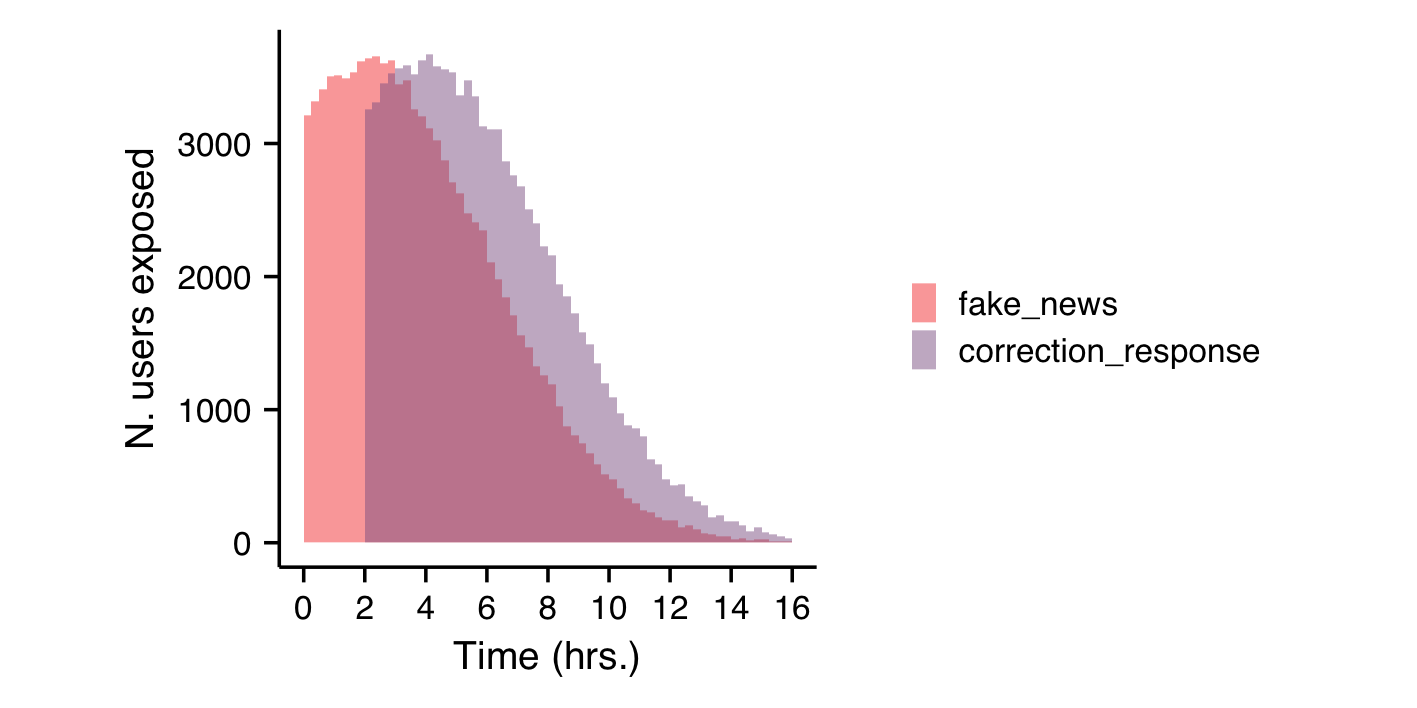 N. users exposed
3000
2000
1000
0
0 2 4 6 8 10 12 14 16
Time (hrs.)
fake_news
correction_response